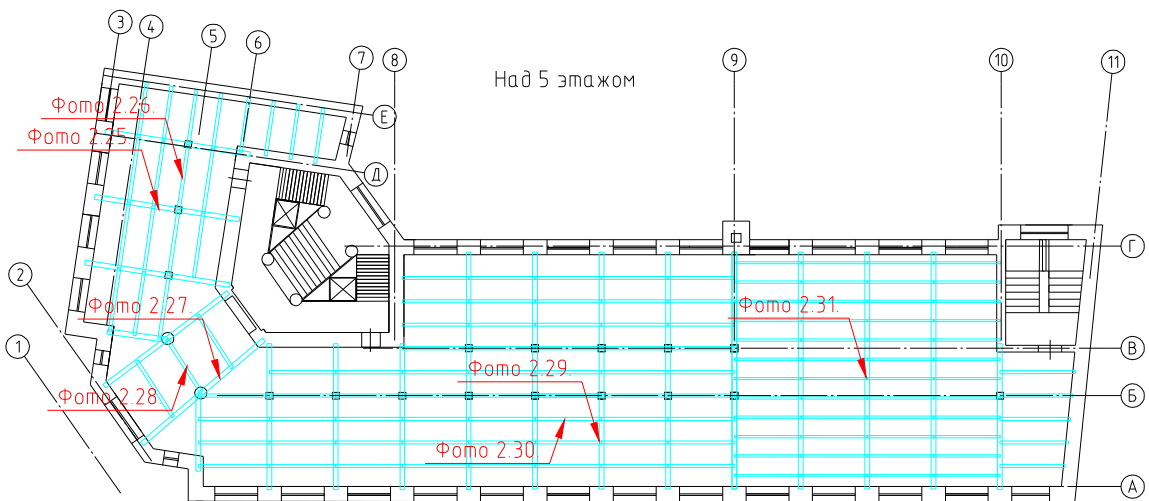 3
4
5
6
7
8
9
10
11
Над 5 этажом
Фото 2.26.
Е
Фото 2.25.
Д
Г
2
Фото 2.27.
Фото 2.31.
1
В
Фото 2.29.
Фото 2.28
Б
Фото 2.30.
А